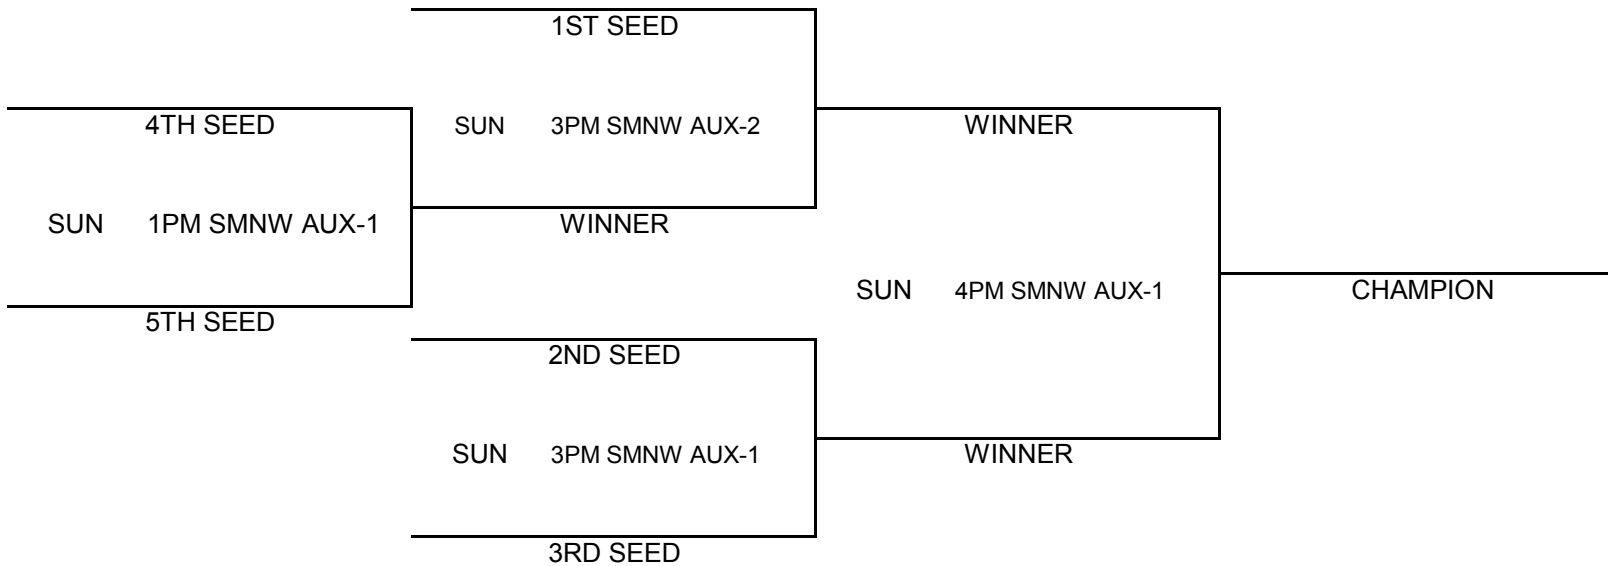 1ST SEED
4TH SEED
SUN 3PM SMNW AUX-2
WINNER
SUN 1PM SMNW AUX-1
WINNER
SUN 4PM SMNW AUX-1
CHAMPION
5TH SEED
2ND SEED
SUN 3PM SMNW AUX-1
WINNER
3RD SEED